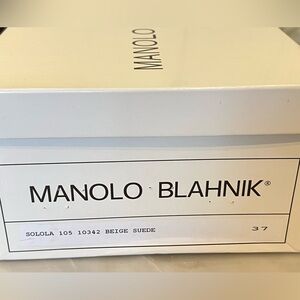 MANOLO
MANOLO BLAHNIK®
SOLOLA 105 10342 BEIGE SUEDE 37